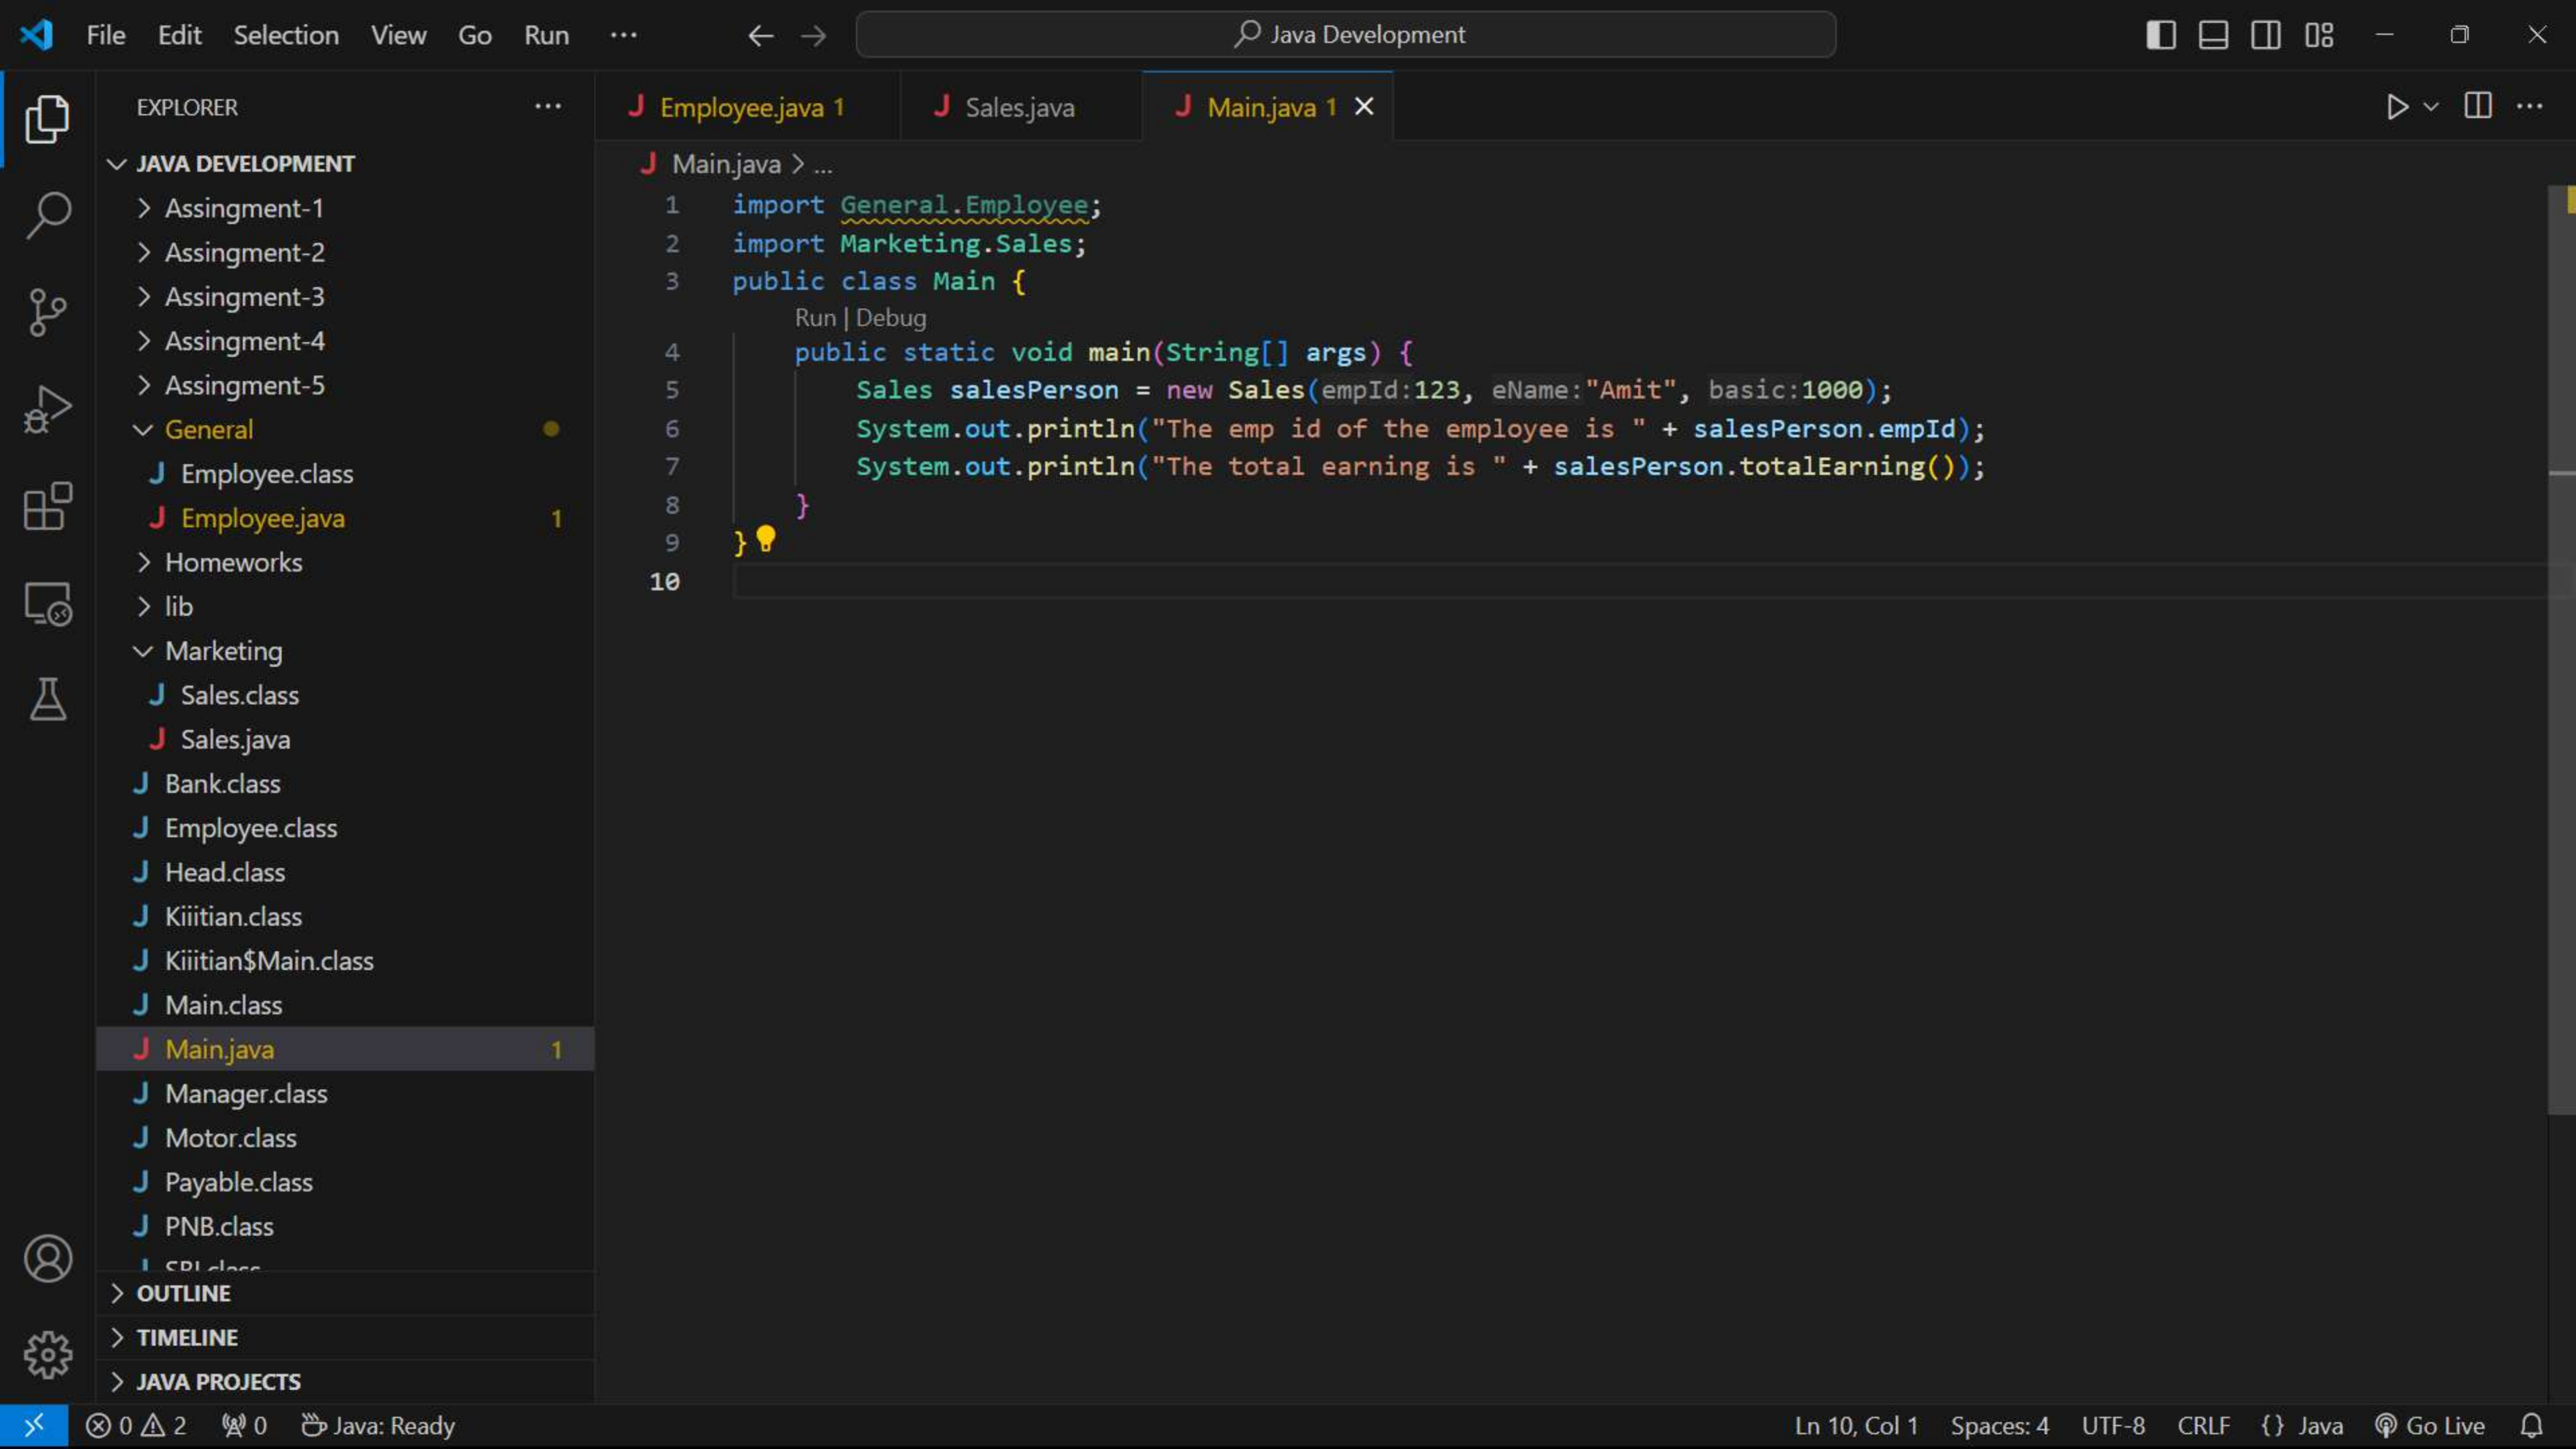 File Edit Selection View Go Run ...
Java Development
EXPLORER
JAVA DEVELOPMENT
Assingment-1
Assingment-2
Assingment-3
Assingment-4
Assingment-5
General
Employee.class
Employee.java 1
Homeworks
lib
Marketing
Sales.class
Sales.java
Bank.class
Employee.class
Head.class
Kiiitian.class
Kiiitian$Main.class
Main.class
Main.java 1
Manager.class
Motor.class
Payable.class
PNB.class
SBI.class
OUTLINE
TIMELINE
JAVA PROJECTS
Employee.java 1 Sales.java Main.java 1
Main.java > ...
1 import General.Employee;
2 import Marketing.Sales;
3 public class Main {
Run | Debug
4 public static void main(String[] args) {
5 Sales salesPerson = new Sales(empId:123, eName:"Amit", basic:1000);
6 System.out.println("The emp id of the employee is " + salesPerson.empId);
7 System.out.println("The total earning is " + salesPerson.totalEarning());
8 }
9 }
10
0 2 0 Java: Ready Ln 10, Col 1 Spaces: 4 UTF-8 CRLF {} Java Go Live